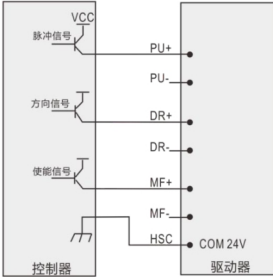 VCC
脉冲信号
PU+
PU-
方向信号
DR+
DR-
使能信号
MF+
MF-
HSC
COM 24V
控制器
驱动器